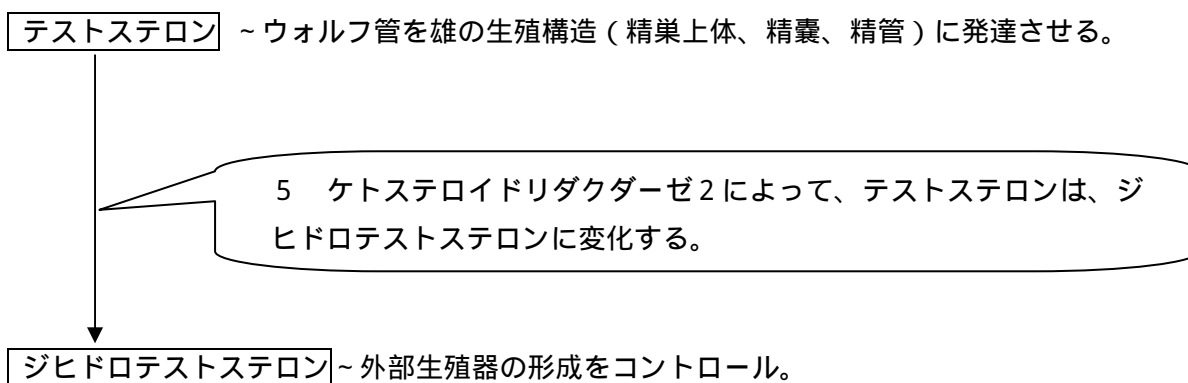 テストステロン ~ウォルフ管を雄の生殖構造（精巣上体、精嚢、精管）に発達させる。
5　ケトステロイドリダクダーゼ2によって、テストステロンは、ジ
ヒドロテストステロンに変化する。
ジヒドロテストステロン~外部生殖器の形成をコントロール。